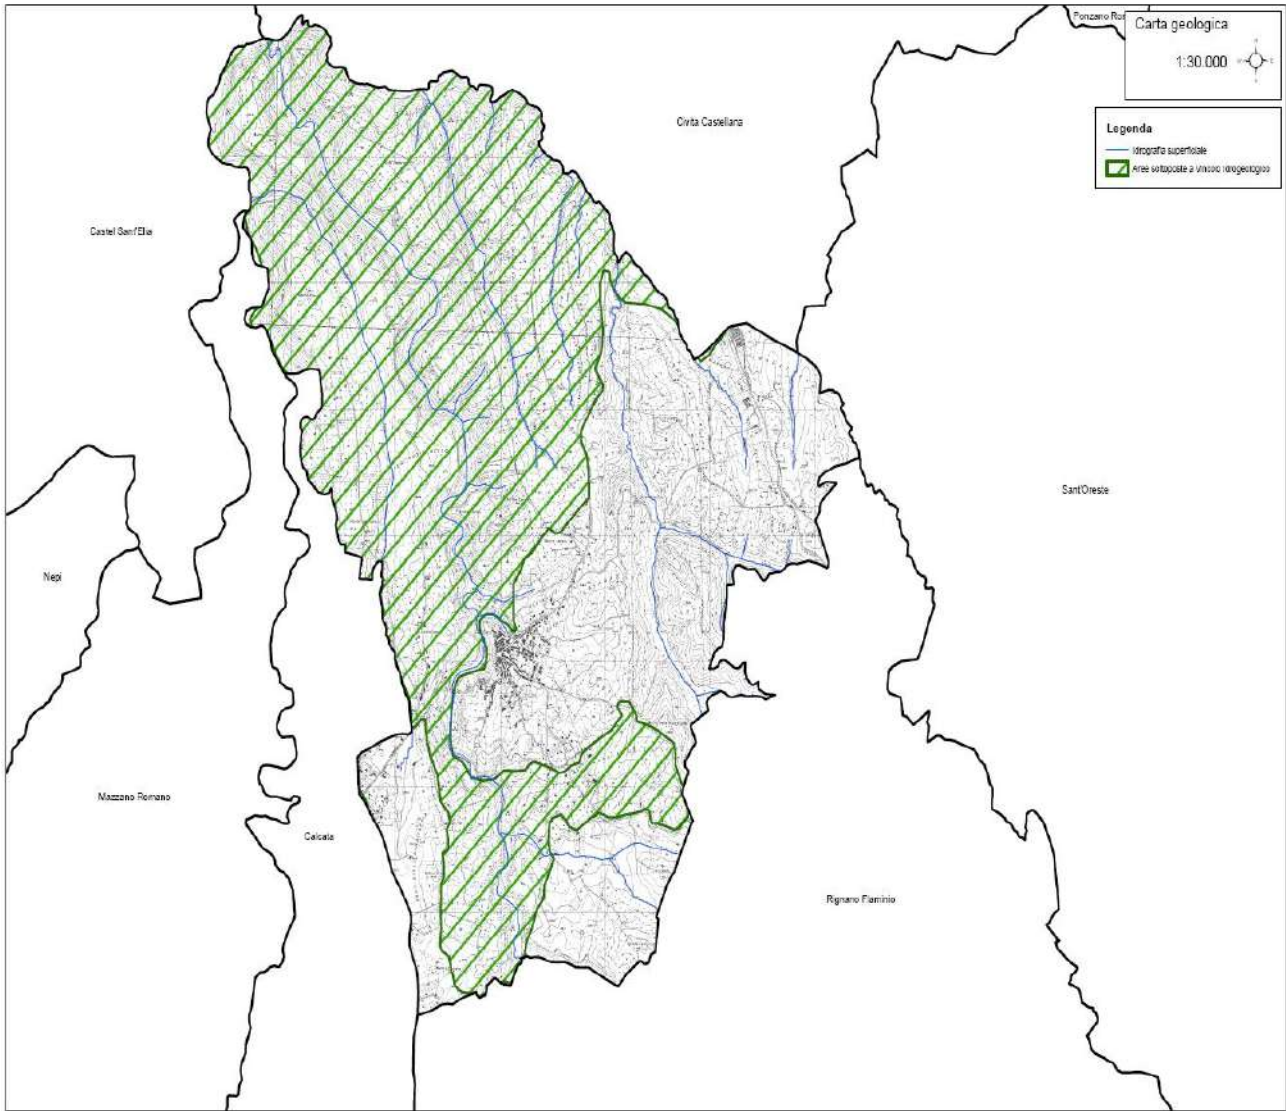 Ponzano Rom
Carta geologica
1:30.000
Civita Castellana
Legenda
Idrografia superficiale
Aree sottoposte a vincolo idrogeologico
Castel Sant'Elia
Sant'Oreste
Nepi
Mazzano Romano
Calcata
Rignano Flaminio